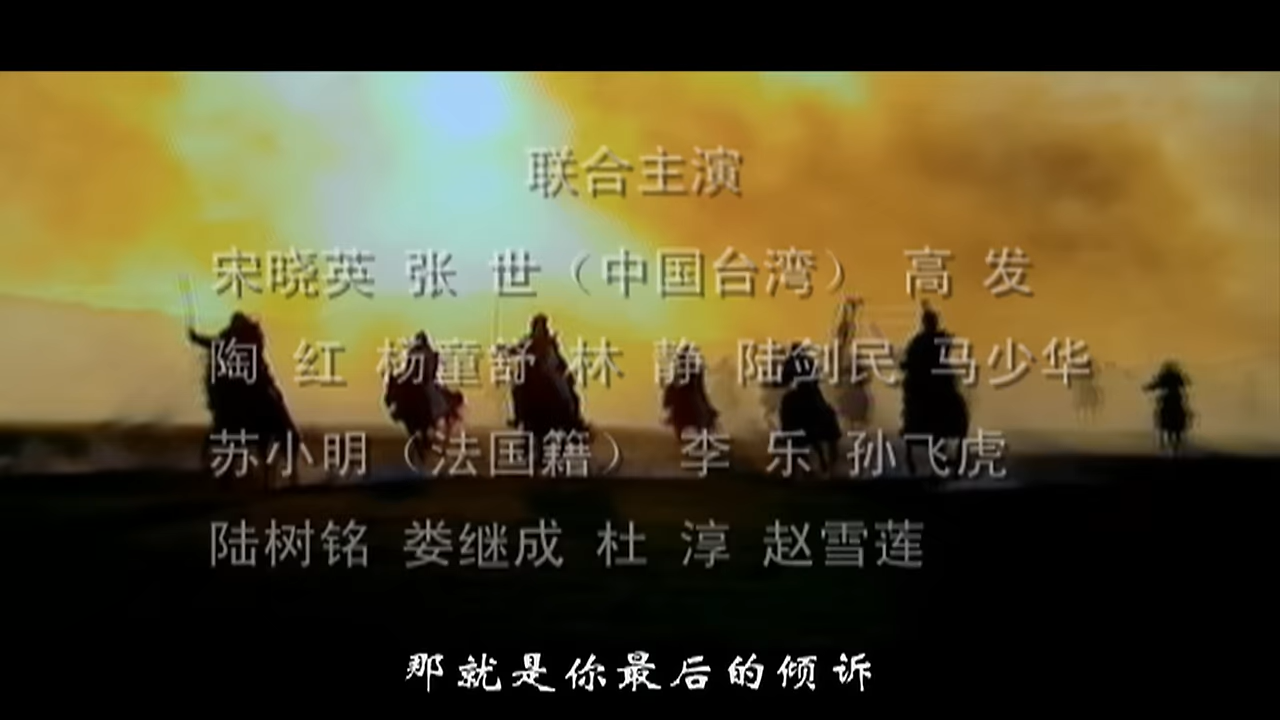 联合主演
宋晓英 张 世（中国台湾） 高 发
陶 红 杨童舒 林 静 陆剑民 马少华
苏小明（法国籍） 李 乐 孙飞虎
陆树铭 娄继成 杜 淳 赵雪莲
那就是你最后的倾诉